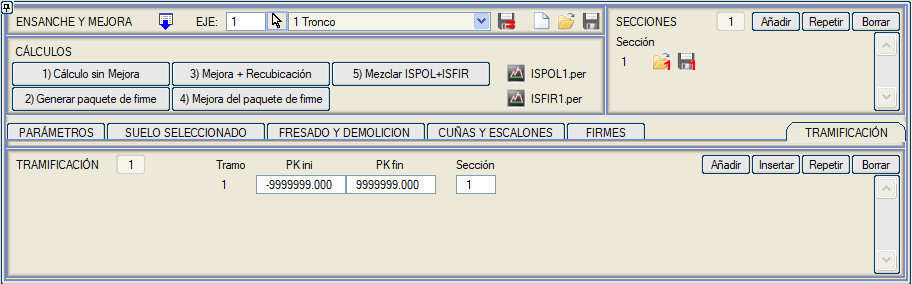 ENSANCHE Y MEJORA EJE: 1 1 Tronco
SECCIONES 1 Añadir Repetir Borrar
Sección
1
CÁLCULOS
1) Cálculo sin Mejora 3) Mejora + Recubicación 5) Mezclar ISPOL+ISFIR ISPOL1.per
2) Generar paquete de firme 4) Mejora del paquete de firme ISFIR1.per
PARÁMETROS SUELO SELECCIONADO FRESADO Y DEMOLICION CUÑAS Y ESCALONES FIRMES TRAMIFICACIÓN
TRAMIFICACIÓN 1 Tramo PK ini PK fin Sección Añadir Insertar Repetir Borrar
1 -9999999.000 9999999.000 1